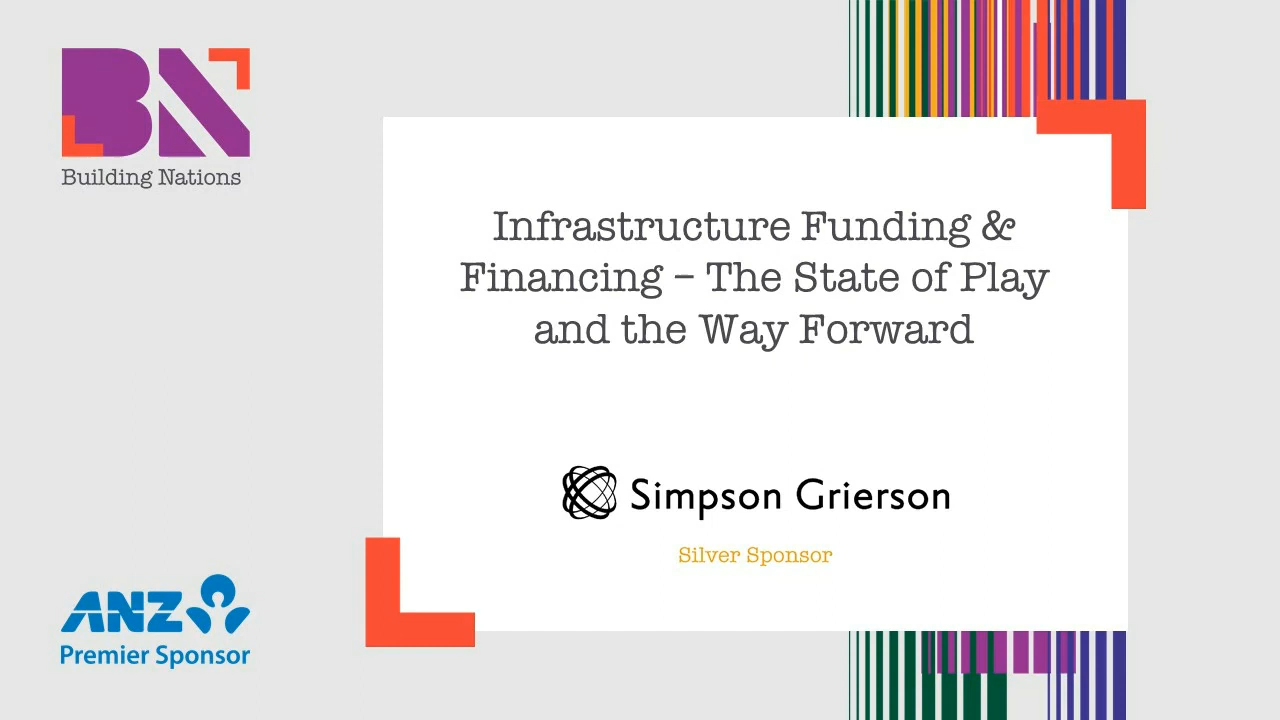 BN
Building Nations
Infrastructure Funding &
Financing – The State of Play
and the Way Forward
Simpson Grierson
Silver Sponsor
ANZ
Premier Sponsor